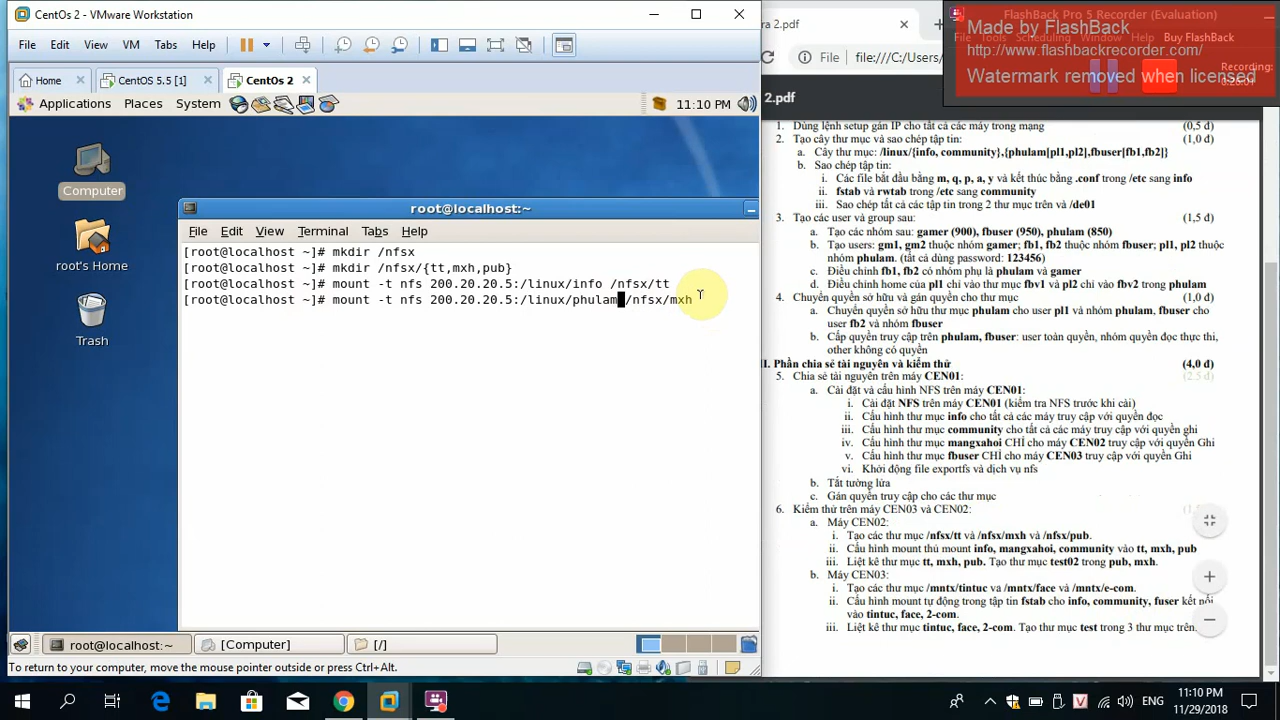 CentOs 2 - VMware Workstation
File Edit View VM Tabs Help
Home CentOS 5.5 [1] CentOs 2
Applications Places System 11:10 PM
Computer
root's Home
Trash
root@localhost:~
File Edit View Terminal Tabs Help
[root@localhost ~]# mkdir /nfsx
[root@localhost ~]# mkdir /nfsx/{tt,mxh,pub}
[root@localhost ~]# mount -t nfs 200.20.20.5:/linux/info /nfsx/tt
[root@localhost ~]# mount -t nfs 200.20.20.5:/linux/phulam /nfsx/mxh
root@localhost:~ [Computer] [/]
To return to your computer, move the mouse pointer outside or press Ctrl+Alt.
ra 2.pdf
File file:///C:/Users/
2.pdf
FlashBack Pro 5 Recorder (Evaluation)
Made by FlashBack
Buy FlashBack
http://www.flashbackrecorder.com/
Recording:
Watermark removed when licensed
1. Dùng lệnh setup gán IP cho tất cả các máy trong mạng (0,5 đ)
2. Tạo cây thư mục và sao chép tập tin: (1,0 đ)
a. Cây thư mục: /linux/{info, community},{phulam[pl1,pl2],fbuser[fb1,fb2]}
b. Sao chép tập tin:
i. Các file bắt đầu bằng m, q, p, a, y và kết thúc bằng .conf trong /etc sang info
ii. fstab và rwtab trong /etc sang community
iii. Sao chép tất cả các tập tin trong 2 thư mục trên và /de01
3. Tạo các user và group sau: (1,5 đ)
a. Tạo các nhóm sau: gamer (900), fbuser (950), phulam (850)
b. Tạo users: gm1, gm2 thuộc nhóm gamer; fb1, fb2 thuộc nhóm fbuser; pl1, pl2 thuộc
nhóm phulam. (tất cả dùng password: 123456)
c. Điều chỉnh fb1, fb2 có nhóm phụ là phulam và gamer
d. Điều chỉnh home của pl1 chỉ vào thư mục fbv1 và pl2 chỉ vào fbv2 trong phulam
4. Chuyển quyền sở hữu và gán quyền cho thư mục (1,0 đ)
a. Chuyển quyền sở hữu thư mục phulam cho user pl1 và nhóm phulam, fbuser cho
user fb2 và nhóm fbuser
b. Cấp quyền truy cập trên phulam, fbuser: user toàn quyền, nhóm quyền đọc thực thi,
other không có quyền
II. Phần chia sẻ tài nguyên và kiểm thử (4,0 đ)
5. Chia sẻ tài nguyên trên máy CEN01: (2.5 đ)
a. Cài đặt và cấu hình NFS trên máy CEN01:
i. Cài đặt NFS trên máy CEN01 (kiểm tra NFS trước khi cài)
ii. Cấu hình thư mục info cho tất cả các máy truy cập với quyền đọc
iii. Cấu hình thư mục community cho tất cả các máy truy cập với quyền ghi
iv. Cấu hình thư mục mangxahoi CHỈ cho máy CEN02 truy cập với quyền Ghi
v. Cấu hình thư mục fbuser CHỈ cho máy CEN03 truy cập với quyền Ghi
vi. Khởi động file exportfs và dịch vụ nfs
b. Tắt tường lửa
c. Gán quyền truy cập cho các thư mục
6. Kiểm thử trên máy CEN03 và CEN02:
a. Máy CEN02:
i. Tạo các thư mục /nfsx/tt và /nfsx/mxh và /nfsx/pub.
ii. Cấu hình mount thủ mount info, mangxahoi, community vào tt, mxh, pub
iii. Liệt kê thư mục tt, mxh, pub. Tạo thư mục test02 trong pub, mxh.
b. Máy CEN03:
i. Tạo các thư mục /mntx/tintuc va /mntx/face và /mntx/e-com.
ii. Cấu hình mount tự động trong tập tin fstab cho info, community, fuser kết nối
vào tintuc, face, 2-com.
iii. Liệt kê thư mục tintuc, face, 2-com. Tạo thư mục test trong 3 thư mục trên.
ENG 11:10 PM
11/29/2018